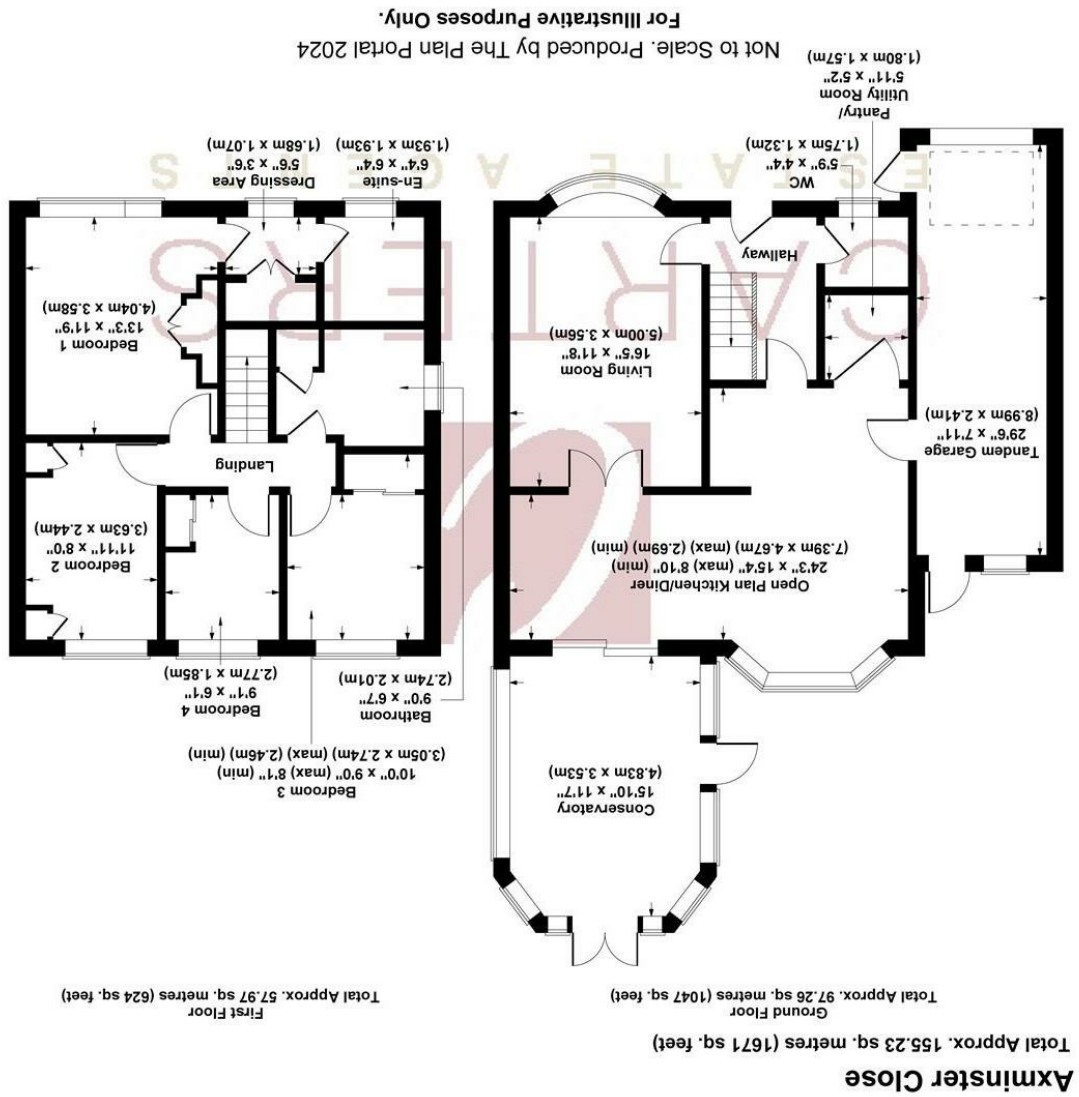 Axminster Close
Total Approx. 155.23 sq. metres (1671 sq. feet)
Ground Floor
Total Approx. 97.26 sq. metres (1047 sq. feet)
First Floor
Total Approx. 57.97 sq. metres (624 sq. feet)
Conservatory
15'10" x 11'7"
(4.83m x 3.53m)
Open Plan Kitchen/Diner
24'3" x 15'4" (max) 8'10" (min)
(7.39m x 4.67m) (max) (2.69m) (min)
Tandem Garage
29'6" x 7'11"
(8.99m x 2.41m)
Living Room
16'5" x 11'8"
(5.00m x 3.56m)
Hallway
WC
5'9" x 4'4"
(1.75m x 1.32m)
Pantry/
Utility Room
5'11" x 5'2"
(1.80m x 1.57m)
Bedroom 3
10'0" x 9'0" (max) 8'1" (min)
(3.05m x 2.74m) (max) (2.46m) (min)
Bathroom
9'0" x 6'7"
(2.74m x 2.01m)
Bedroom 4
9'1" x 6'1"
(2.77m x 1.85m)
Bedroom 2
11'11" x 8'0"
(3.63m x 2.44m)
Landing
Bedroom 1
13'3" x 11'9"
(4.04m x 3.58m)
En-suite
6'4" x 6'4"
(1.93m x 1.93m)
Dressing Area
5'6" x 3'6"
(1.68m x 1.07m)
CARTERS
ESTATE AGENTS
Not to Scale. Produced by The Plan Portal 2024
For Illustrative Purposes Only.